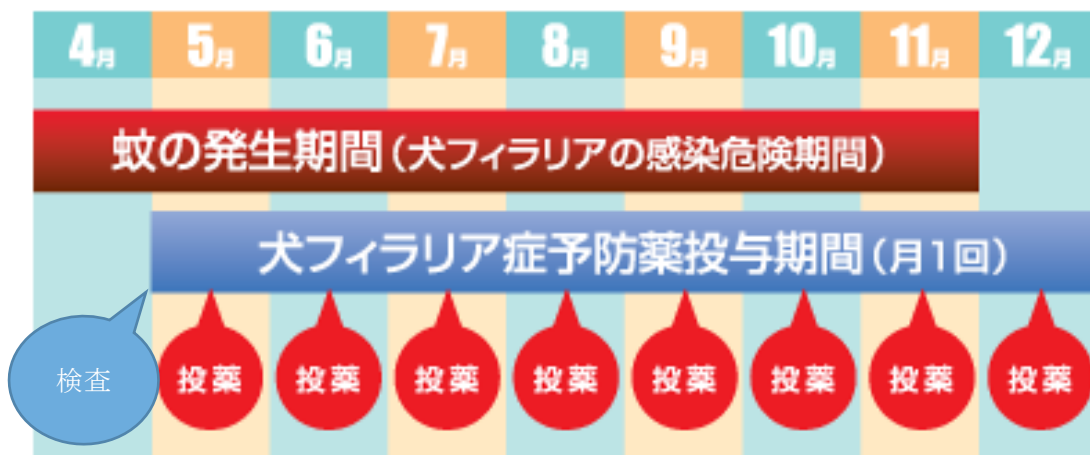 4月 5月 6月 7月 8月 9月 10月 11月 12月
蚊の発生期間（犬フィラリアの感染危険期間）
犬フィラリア症予防薬投与期間（月1回）
検査 投薬 投薬 投薬 投薬 投薬 投薬 投薬 投薬